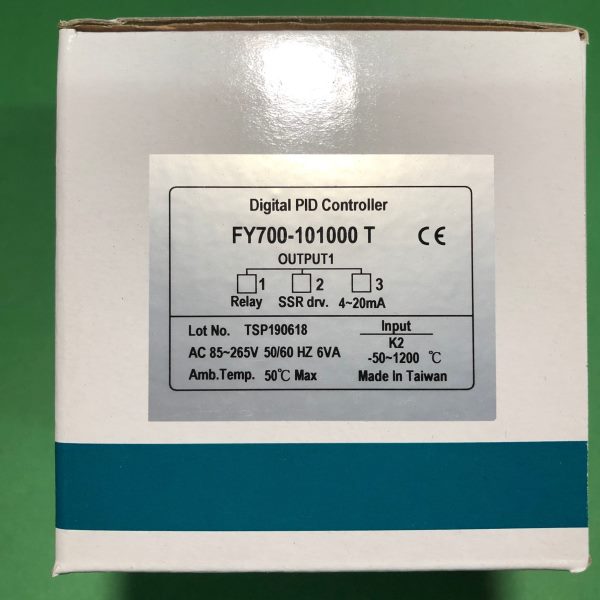 Digital PID Controller
FY700-101000 T CE
OUTPUT1
1 2 3
Relay SSR drv. 4~20mA
Lot No. TSP190618 Input
K2
AC 85~265V 50/60 HZ 6VA -50~1200 ℃
Amb.Temp. 50℃ Max Made In Taiwan